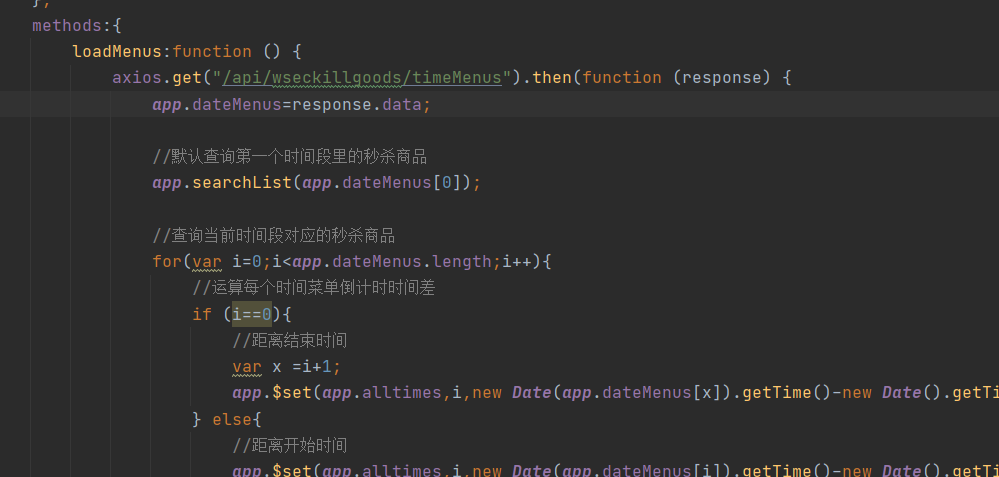 },
methods:{
loadMenus:function () {
axios.get("/api/wseckillgoods/timeMenus").then(function (response) {
app.dateMenus=response.data;
//默认查询第一个时间段里的秒杀商品
app.searchList(app.dateMenus[0]);
//查询当前时间段对应的秒杀商品
for(var i=0;i<app.dateMenus.length;i++){
//运算每个时间菜单倒计时时间差
if (i==0){
//距离结束时间
var x =i+1;
app.$set(app.alltimes,i,new Date(app.dateMenus[x]).getTime()-new Date().getTi
} else{
//距离开始时间
app.$set(app.alltimes,i,new Date(app.dateMenus[i]).getTime()-new Date().getTi